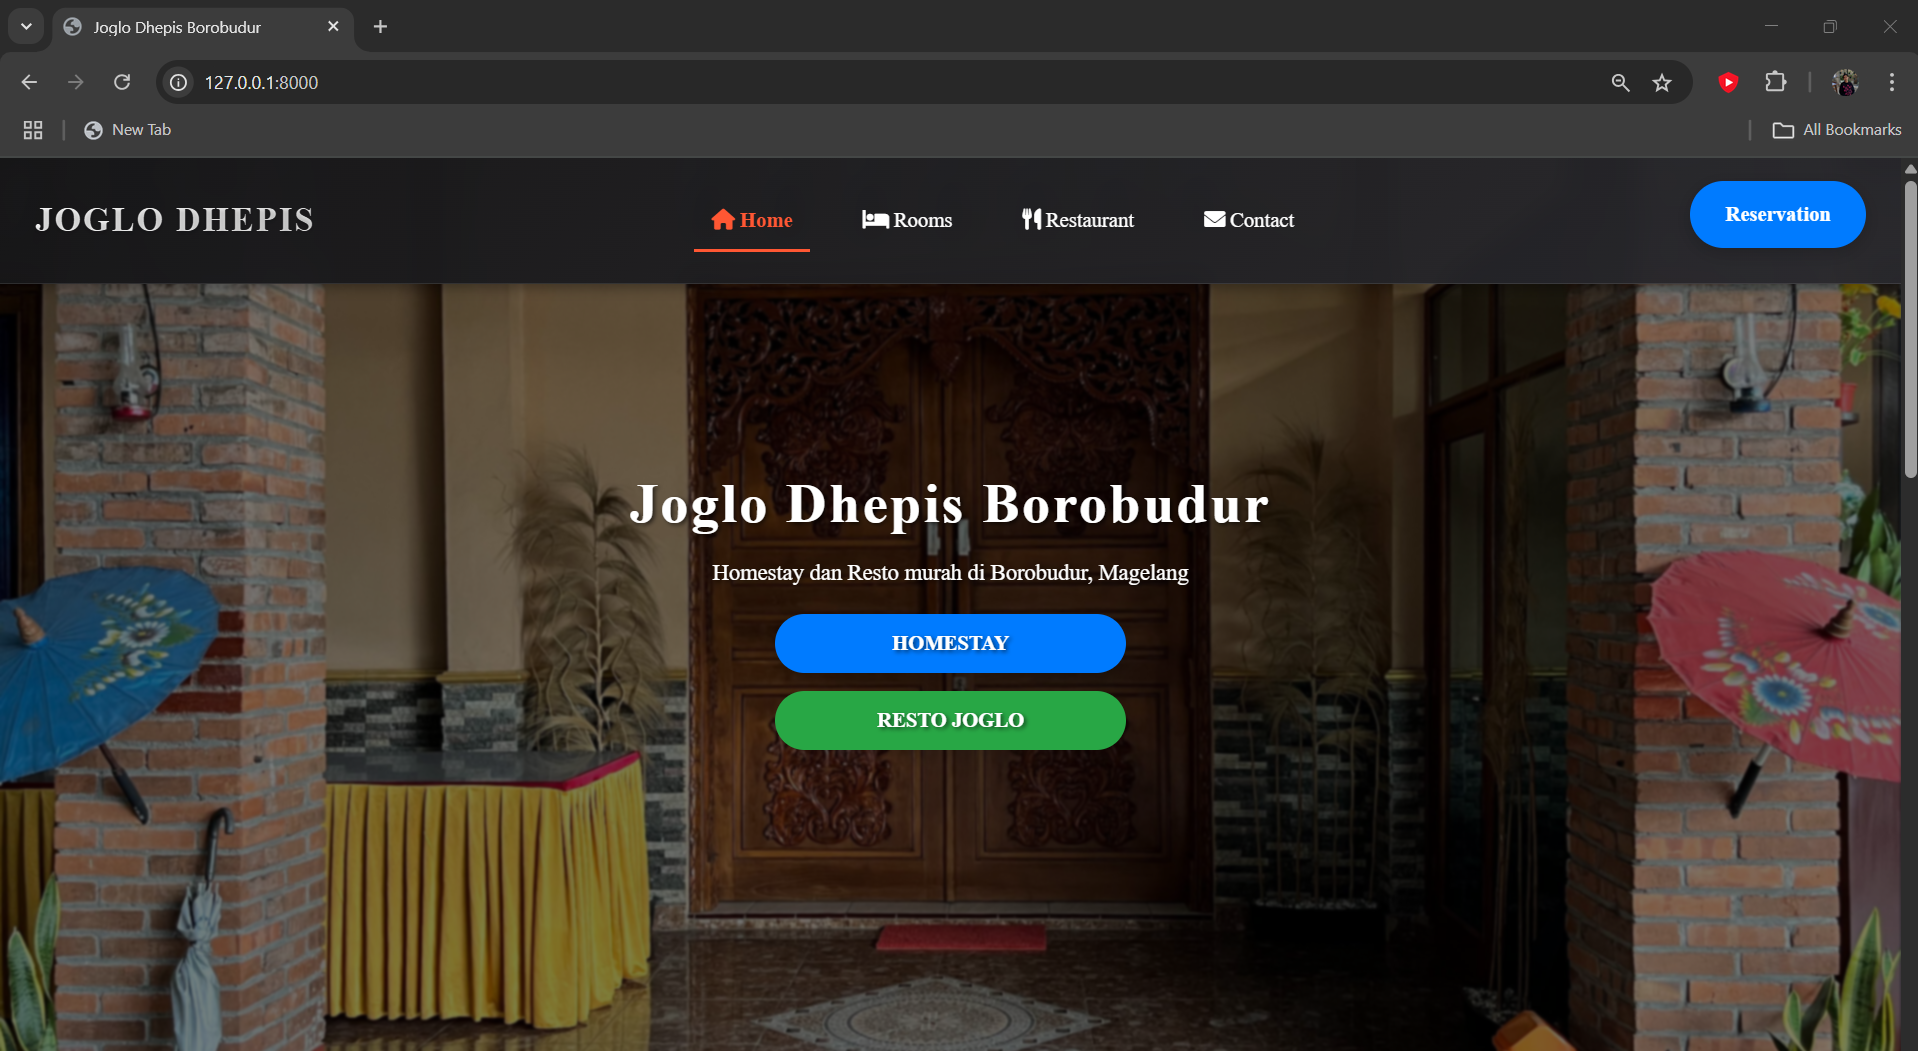 Joglo Dhepis Borobudur
127.0.0.1:8000
New Tab
All Bookmarks
JOGLO DHEPIS
Home
Rooms
Restaurant
Contact
Reservation
Joglo Dhepis Borobudur
Homestay dan Resto murah di Borobudur, Magelang
HOMESTAY
RESTO JOGLO